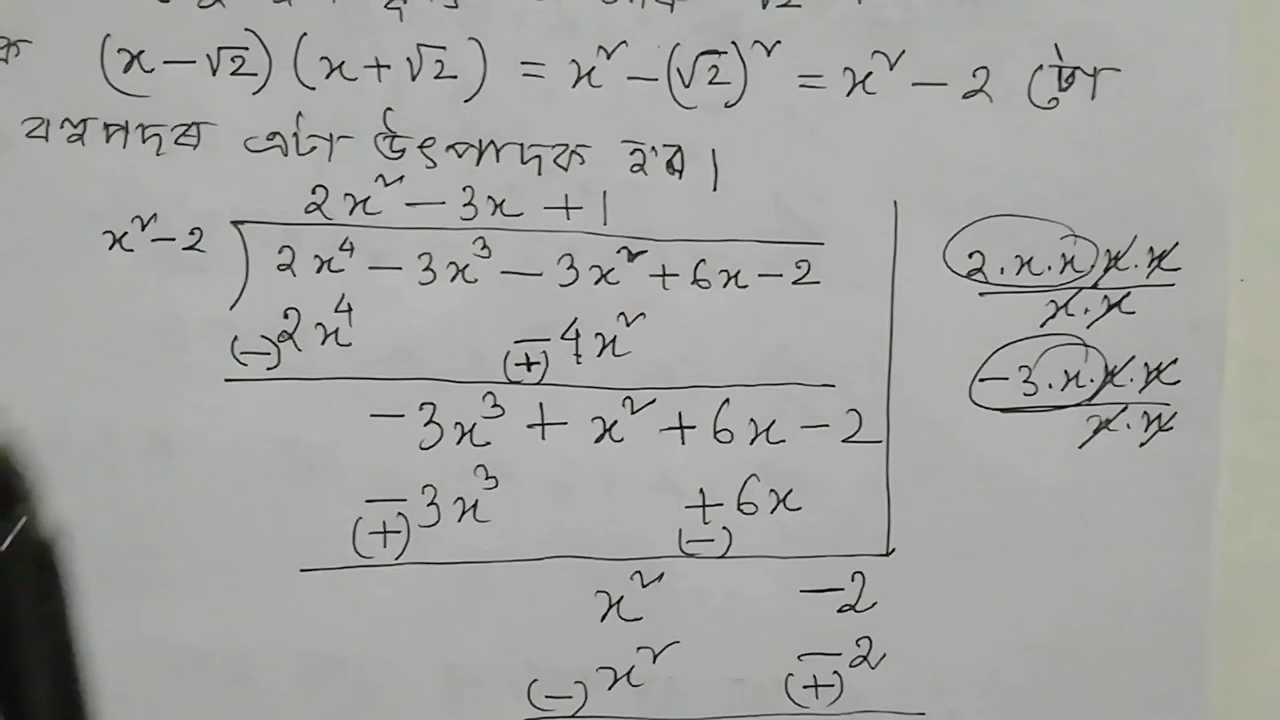 (x-√2) (x+√2) = x² - (√2)² = x² - 2 টো
বহুপদৰ এটা উৎপাদক হ'ব।
2x² - 3x + 1
x² - 2 ) 2x⁴ - 3x³ - 3x² + 6x - 2
(-) 2x⁴ - (+) 4x²
-3x³ + x² + 6x - 2
- (+) 3x³ + (-) 6x
x² - 2
(-) x² - (+) 2
2.x.x.x.x
x.x
-3.x.x.x
x.x